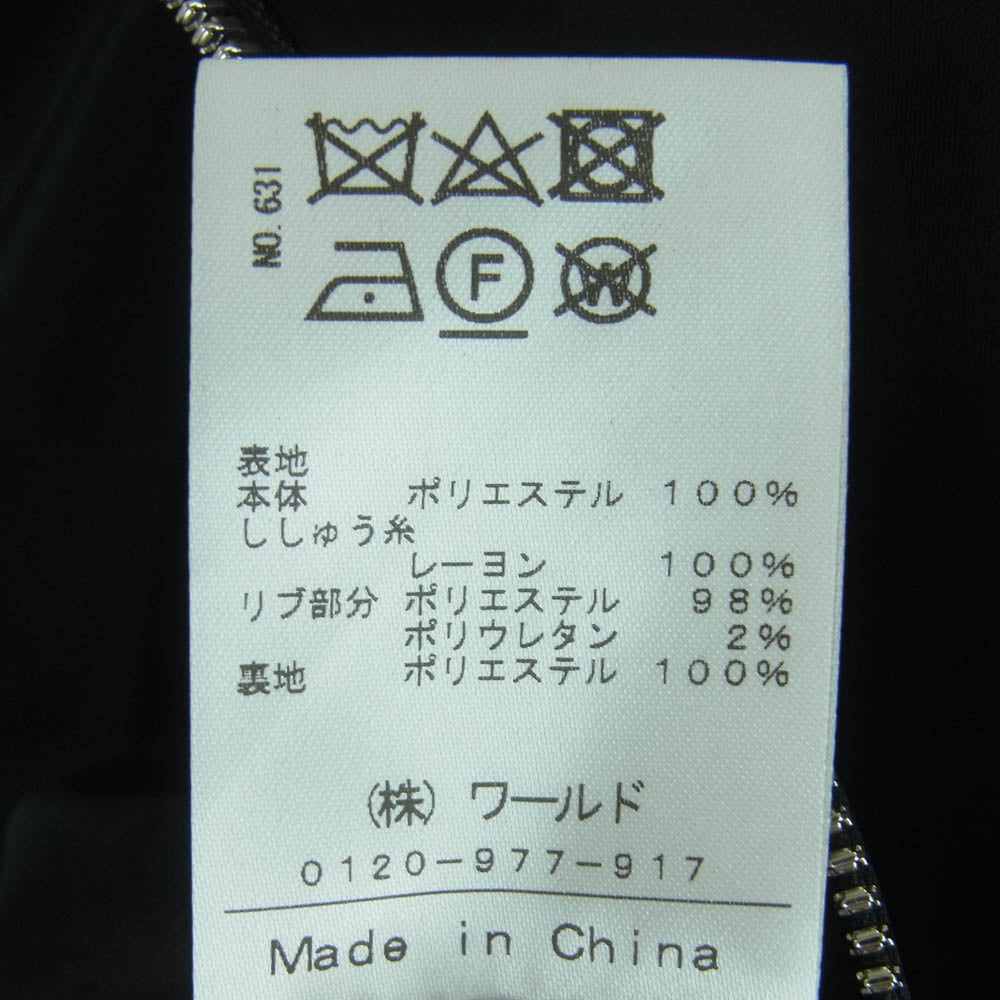 NO. 631
F
W
表地
本体 ポリエステル 100%
ししゅう糸
レーヨン 100%
リブ部分 ポリエステル 98%
ポリウレタン 2%
裏地 ポリエステル 100%
(株) ワールド
0120-977-917
Made in China